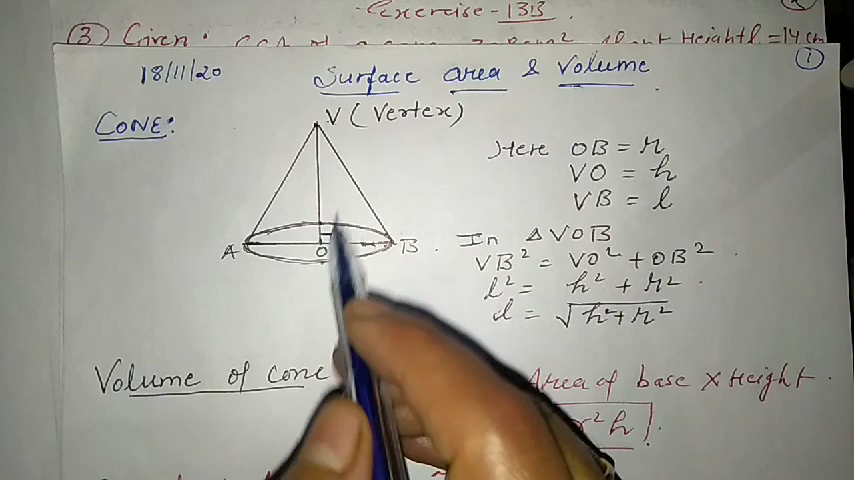 Exercise-13B
③ Given: Height l = 14 cm
18/11/20 Surface area & Volume ①
CONE:
V (Vertex)
Here OB = r
VO = h
VB = l
A O B
In Δ VOB
VB² = VO² + OB²
l² = h² + r²
l = √h²+r²
Volume of cone Area of base × Height
r²h